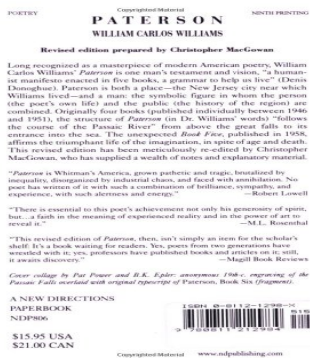 Copyrighted Material
POETRY
NINTH PRINTING
PATERSON
WILLIAM CARLOS WILLIAMS
Revised edition prepared by Christopher MacGowan
Long recognized as a masterpiece of modern American poetry, William
Carlos Williams' Paterson is one man's testament and vision, "a human-
ist manifesto enacted in five books, a grammar to help us live" (Denis
Donoghue). Paterson is both a place—the New Jersey city near which
Williams lived—and a man: the symbolic figure in whom the person
(the poet's own life) and the public (the history of the region) are
combined. Originally four books (published individually between 1946
and 1951), the structure of Paterson (in Dr. Williams' words) "follows
the course of the Passaic River" from above the great falls to its
entrance into the sea. The unexpected Book Five, published in 1958,
affirms the triumphant life of the imagination, in spite of age and death.
This revised edition has been meticulously re-edited by Christopher
MacGowan, who has supplied a wealth of notes and explanatory material.
"Paterson is Whitman's America, grown pathetic and tragic, brutalized by
inequality, disorganized by industrial chaos, and faced with annihilation. No
poet has written of it with such a combination of brilliance, sympathy, and
experience, with such alertness and energy."
—Robert Lowell
"There is essential to this poet's achievement not only his generosity of spirit,
but...a faith in the meaning of experienced reality and in the power of art to
reveal it."
—M.L. Rosenthal
"This revised edition of Paterson, then, isn't simply an item for the scholar's
shelf: It's a book waiting for readers. Yes, poets from two generations have
wrestled with it; yes, professors have published books and articles on it; still,
it awaits discovery."
—Magill Book Reviews
Cover collage by Pat Power and B.K. Epler: anonymous 19th-c. engraving of the
Passaic Falls overlaid with original typescript of Paterson, Book Six (fragment).
A NEW DIRECTIONS
PAPERBOOK
NDP806
$15.95 USA
$21.00 CAN
ISBN 0-8112-1298-X
9 780811 212984
www.ndpublishing.com
Copyrighted Material